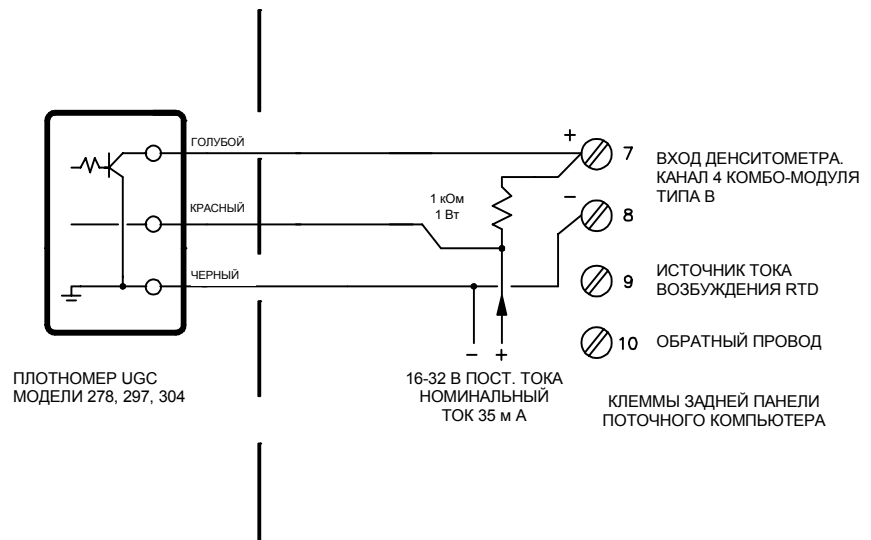 ГОЛУБОЙ
КРАСНЫЙ
ЧЕРНЫЙ
ПЛОТНОМЕР UGC
МОДЕЛИ 278, 297, 304
1 кОм
1 Вт
+
7
−
8
9
10
ВХОД ДЕНСИТОМЕТРА.
КАНАЛ 4 КОМБО-МОДУЛЯ
ТИПА B
ИСТОЧНИК ТОКА
ВОЗБУЖДЕНИЯ RTD
ОБРАТНЫЙ ПРОВОД
− +
16-32 В ПОСТ. ТОКА
НОМИНАЛЬНЫЙ
ТОК 35 м А
КЛЕММЫ ЗАДНЕЙ ПАНЕЛИ
ПОТОЧНОГО КОМПЬЮТЕРА